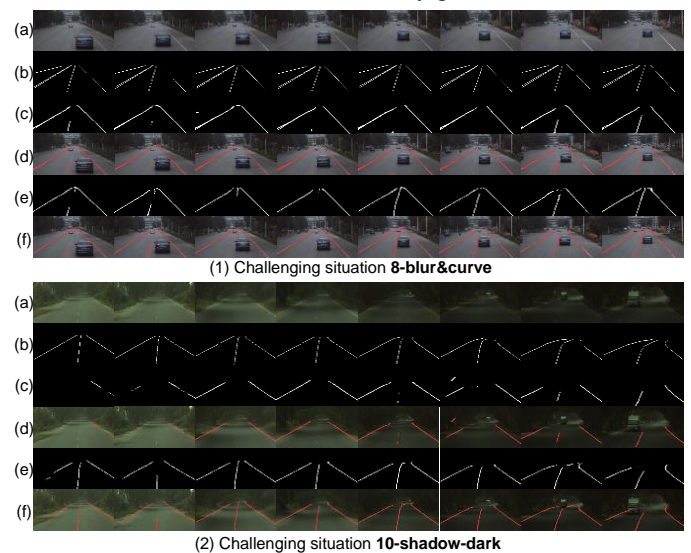 (a)
(b)
(c)
(d)
(e)
(f)
(1) Challenging situation 8-blur&curve
(a)
(b)
(c)
(d)
(e)
(f)
(2) Challenging situation 10-shadow-dark